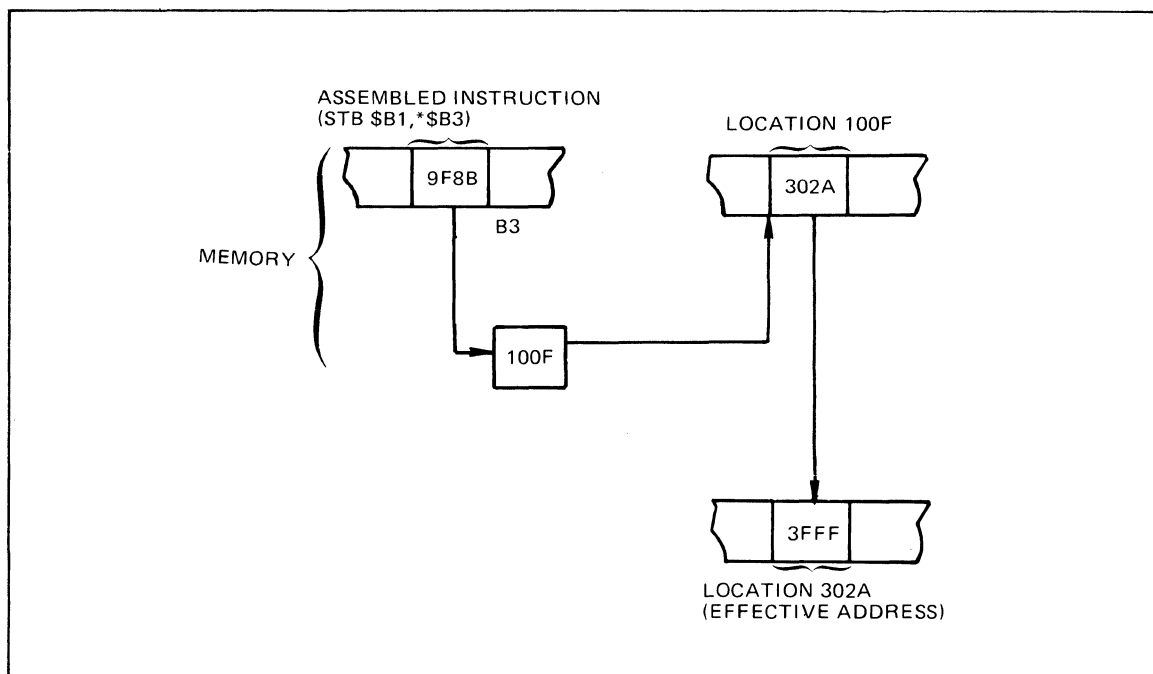 ASSEMBLED INSTRUCTION
(STB $B1,*$B3)
LOCATION 100F
9F8B
302A
B3
MEMORY
100F
3FFF
LOCATION 302A
(EFFECTIVE ADDRESS)